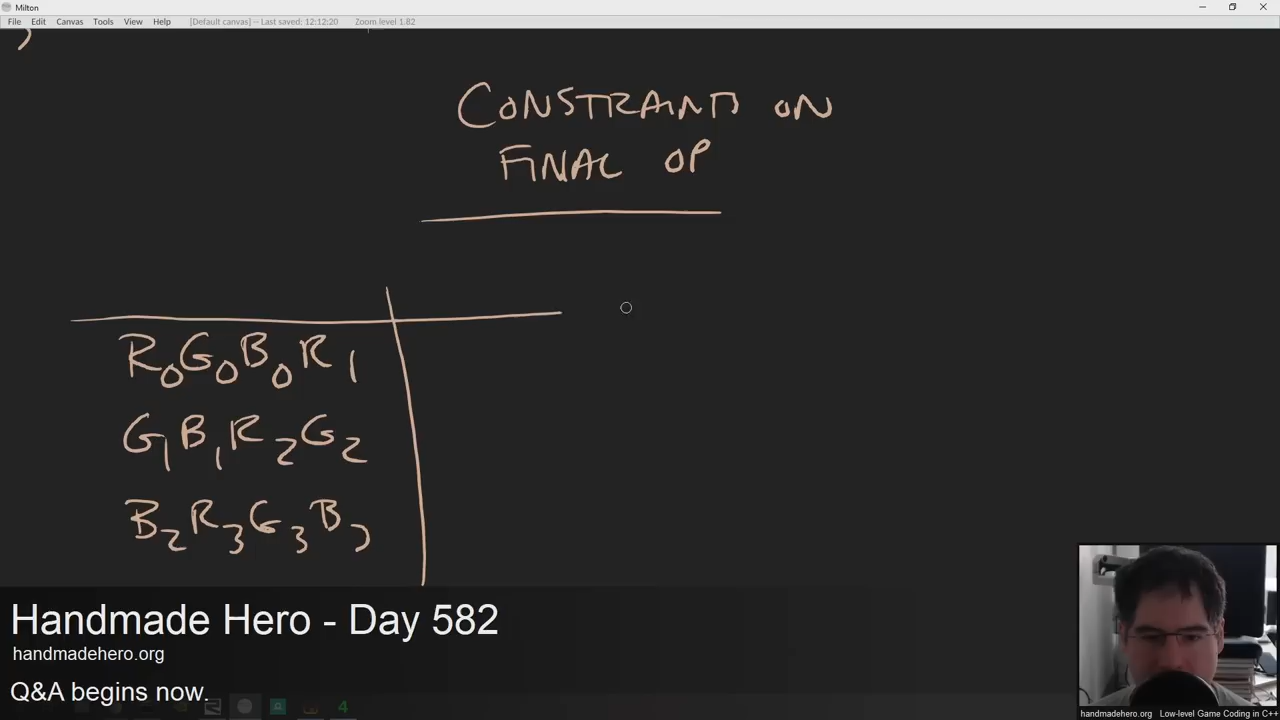 Milton
File Edit Canvas Tools View Help [Default canvas] -- Last saved: 12:12:20 Zoom level 1.82
CONSTRAINTS ON
FINAL OP
R0G0B0R1
G1B1R2G2
B2R3G3B3
Handmade Hero - Day 582
handmadehero.org
Q&A begins now.
handmadehero.org | Low-level Game Coding in C++